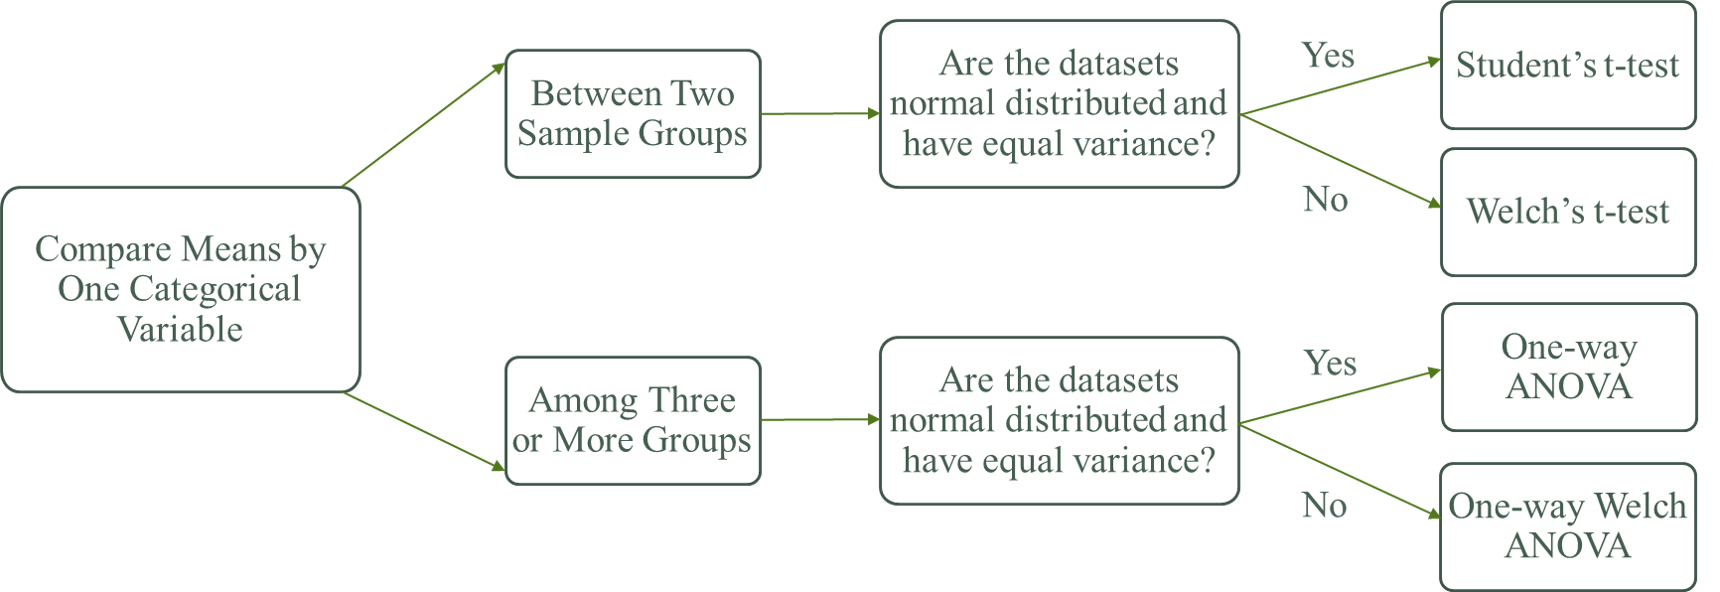 Compare Means by
One Categorical
Variable
Between Two
Sample Groups
Are the datasets
normal distributed and
have equal variance?
Yes
Student’s t-test
No
Welch’s t-test
Among Three
or More Groups
Are the datasets
normal distributed and
have equal variance?
Yes
One-way
ANOVA
No
One-way Welch
ANOVA